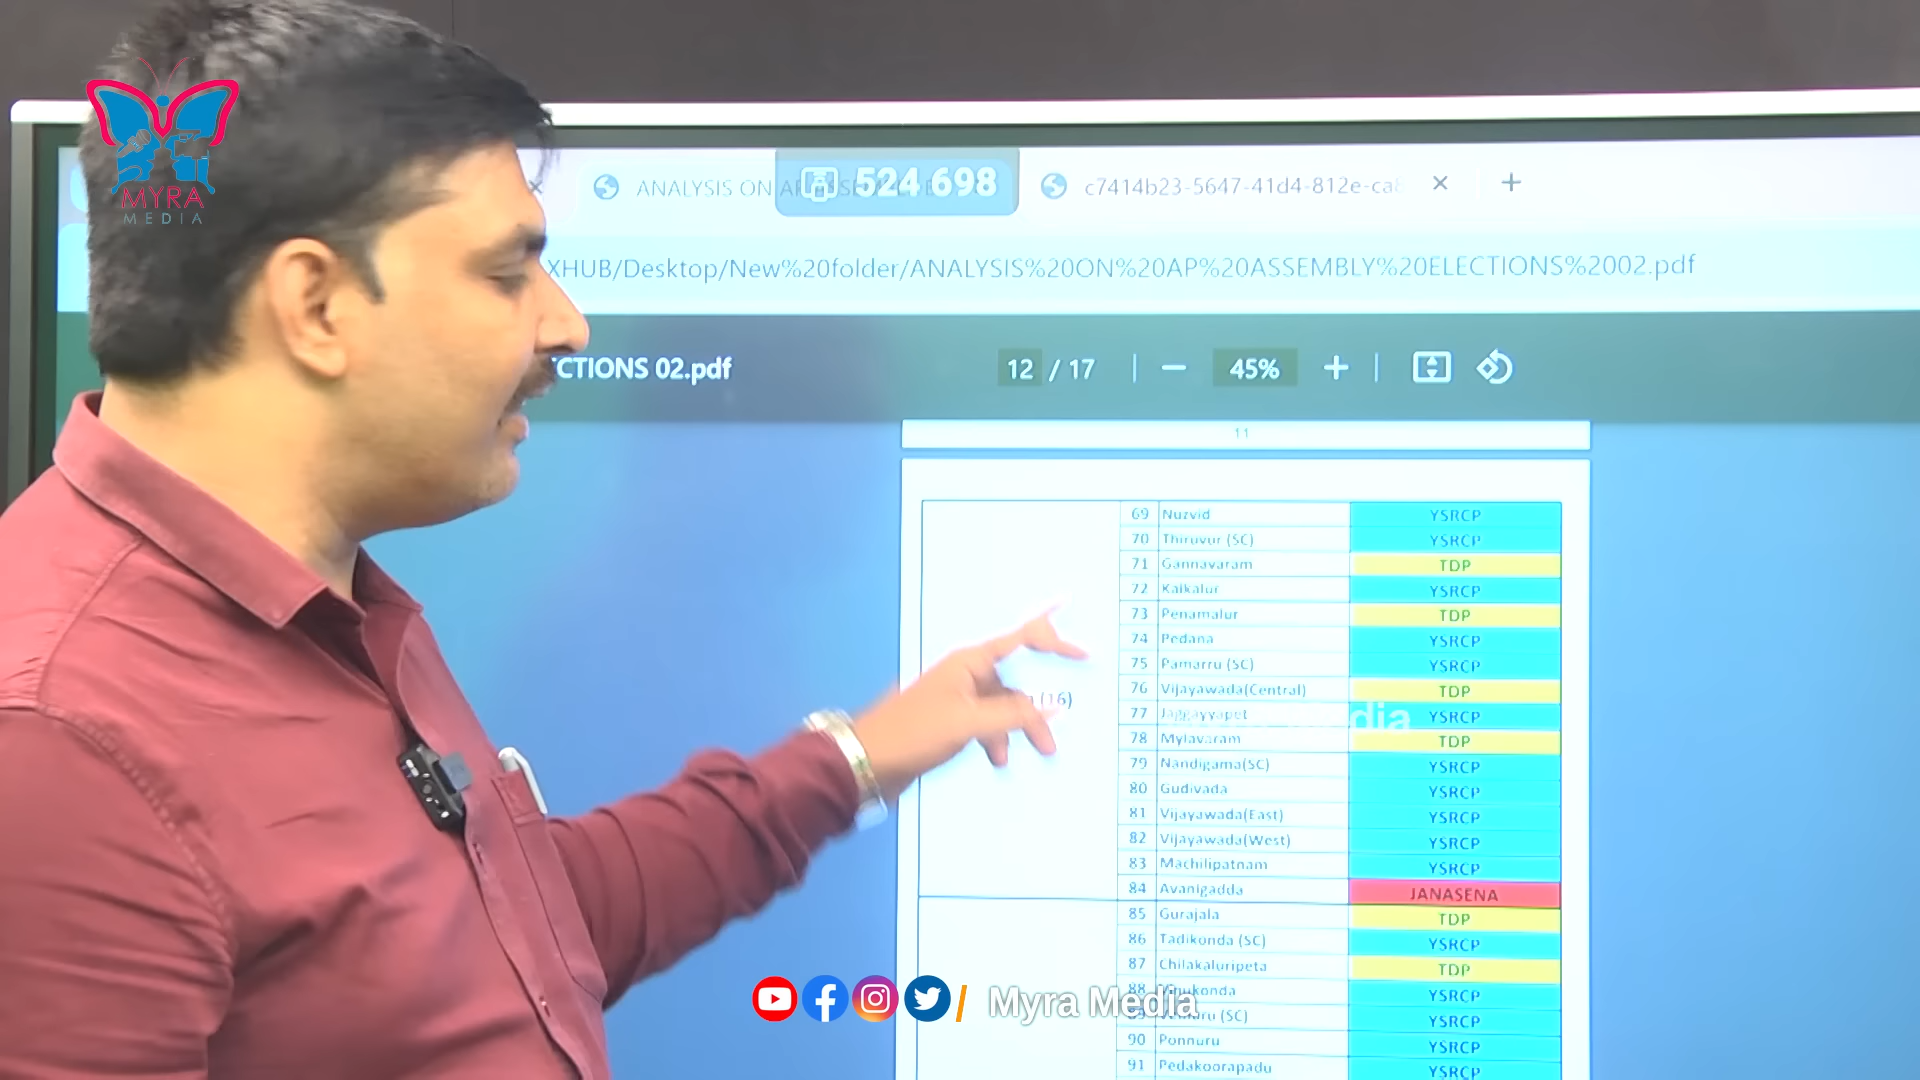 MYRA
MEDIA
ANALYSIS ON
524 698
c7414b23-5647-41d4-812e-ca
XHUB/Desktop/New%20folder/ANALYSIS%20ON%20AP%20ASSEMBLY%20ELECTIONS%2002.pdf
CTIONS 02.pdf
12 / 17
45%
11
69 Nuzvid YSRCP
70 Thiruvur (SC) YSRCP
71 Gannavaram TDP
72 Kaikalur YSRCP
73 Penamalur TDP
74 Pedana YSRCP
75 Pamarru (SC) YSRCP
(16)
76 Vijayawada(Central) TDP
77 Jaggayyapet YSRCP
dia
78 Mylavaram TDP
79 Nandigama(SC) YSRCP
80 Gudivada YSRCP
81 Vijayawada(East) YSRCP
82 Vijayawada(West) YSRCP
83 Machilipatnam YSRCP
84 Avanigadda JANASENA
85 Gurajala TDP
86 Tadikonda (SC) YSRCP
87 Chilakaluripeta TDP
88 YSRCP
(SC) YSRCP
90 Ponnuru YSRCP
91 Pedakoorapadu YSRCP
/ Myra Media